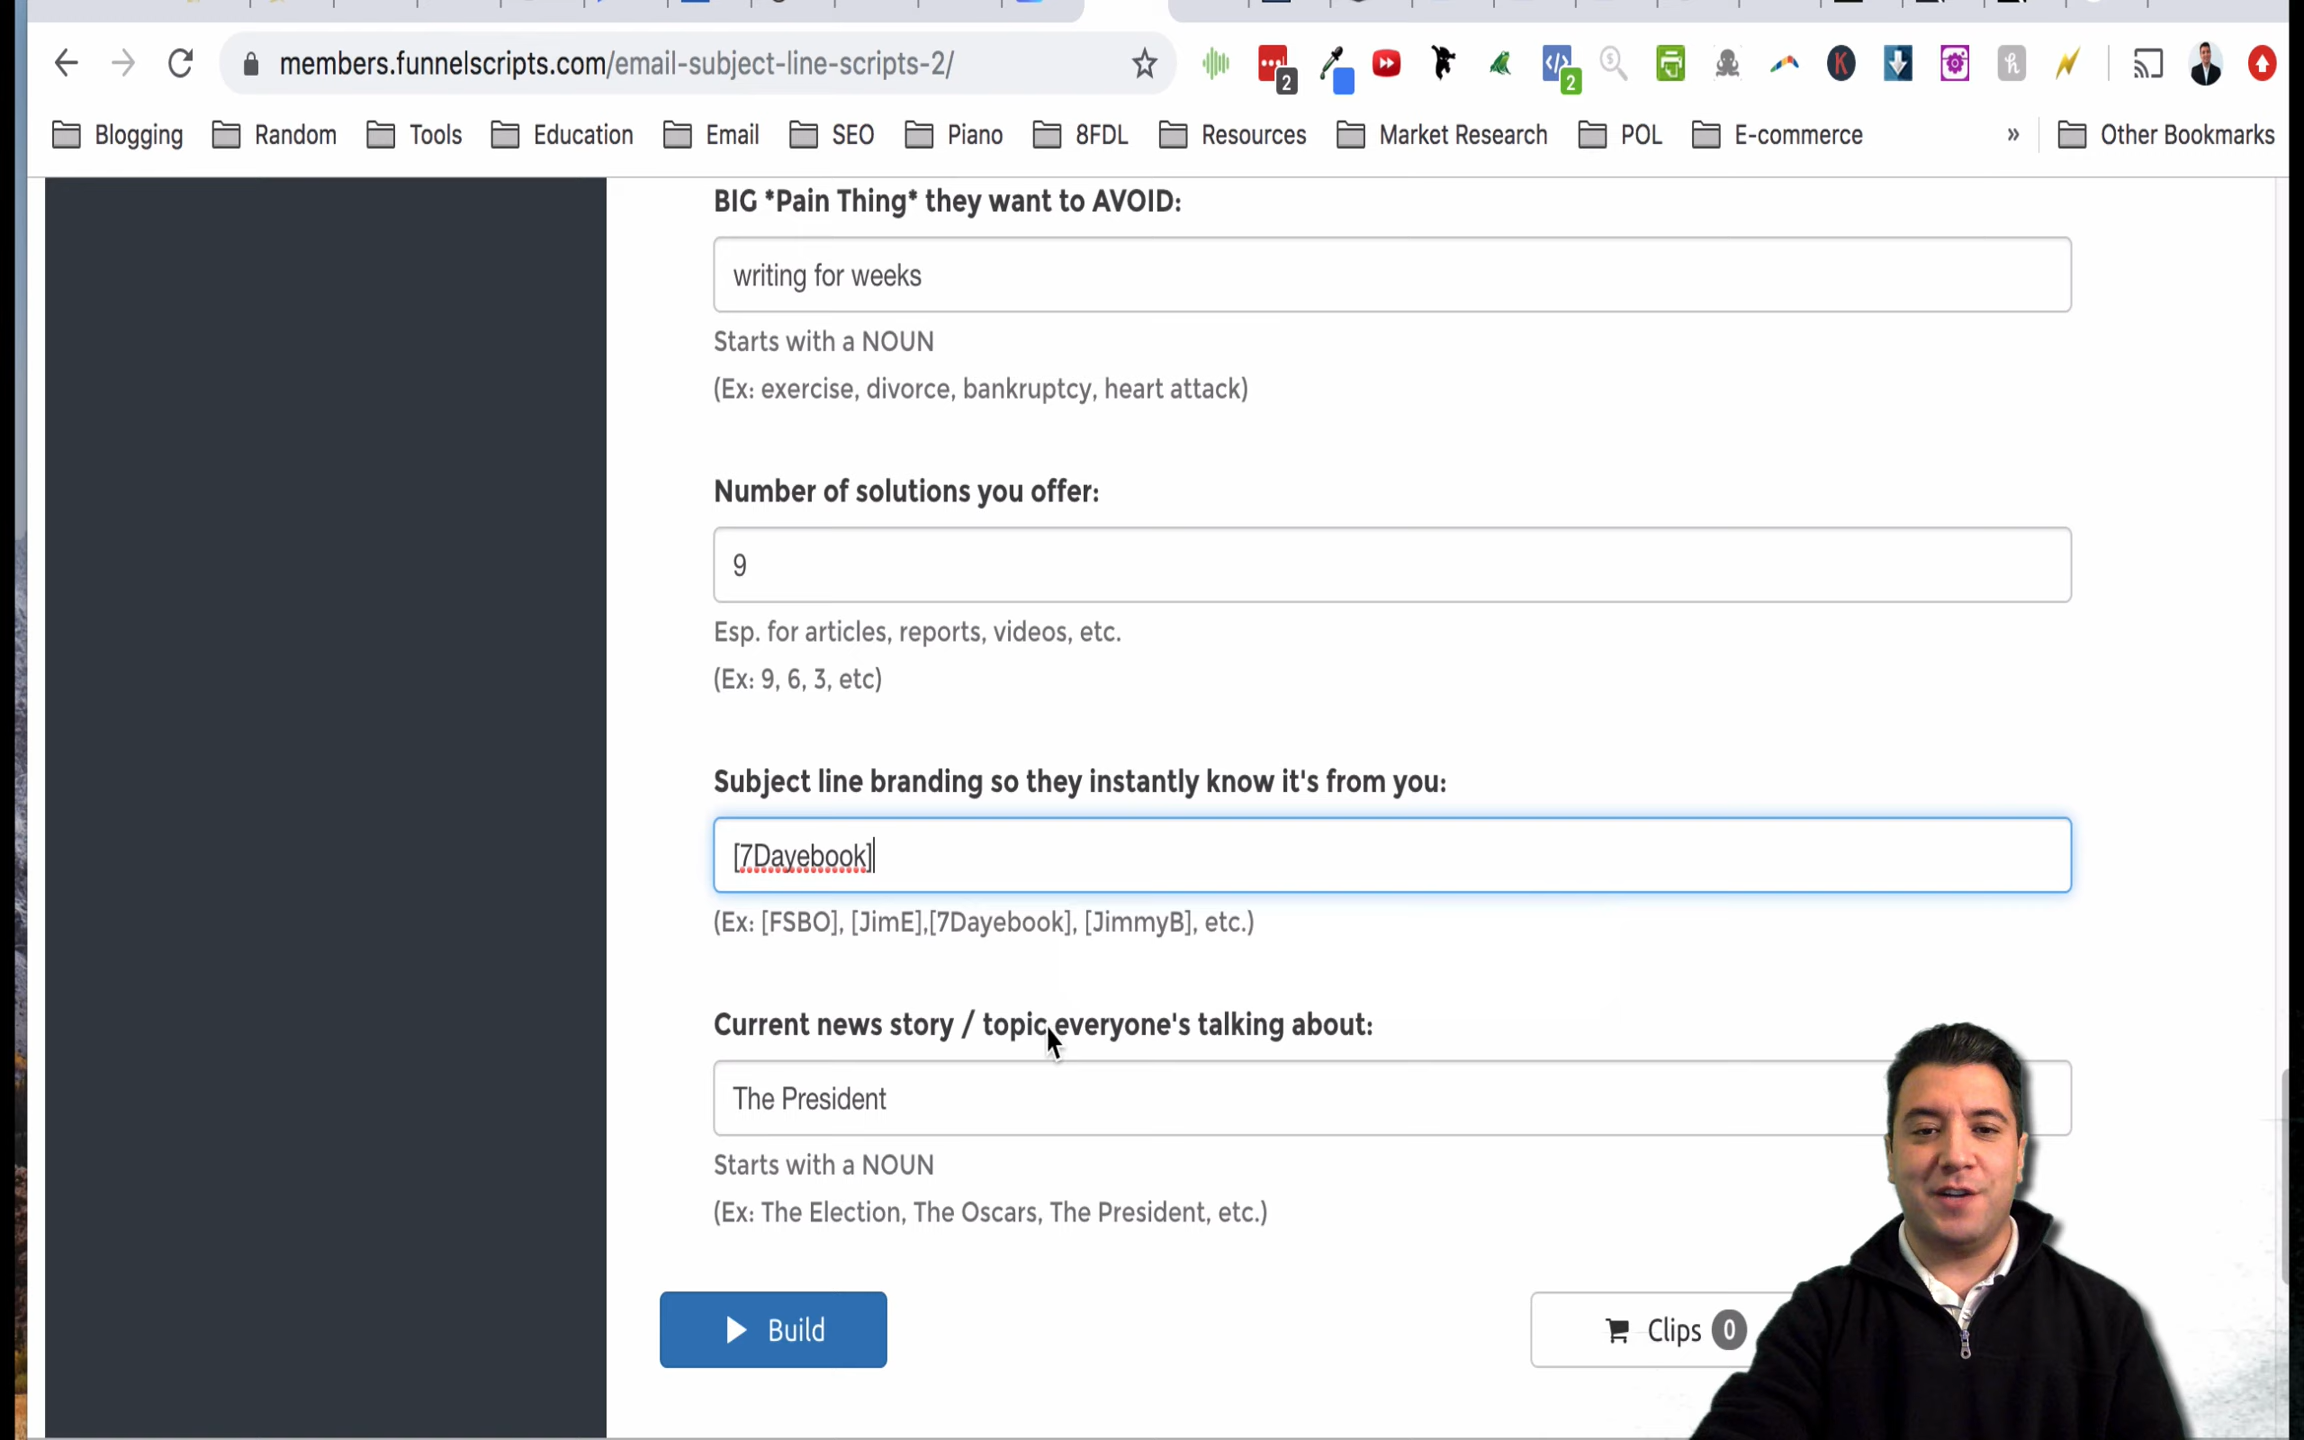 members.funnelscripts.com/email-subject-line-scripts-2/
2
2
K
h
Blogging Random Tools Education Email SEO Piano 8FDL Resources Market Research POL E-commerce » Other Bookmarks
BIG *Pain Thing* they want to AVOID:
writing for weeks
Starts with a NOUN
(Ex: exercise, divorce, bankruptcy, heart attack)
Number of solutions you offer:
9
Esp. for articles, reports, videos, etc.
(Ex: 9, 6, 3, etc)
Subject line branding so they instantly know it's from you:
[7Dayebook]
(Ex: [FSBO], [JimE],[7Dayebook], [JimmyB], etc.)
Current news story / topic everyone's talking about:
The President
Starts with a NOUN
(Ex: The Election, The Oscars, The President, etc.)
Build
Clips 0